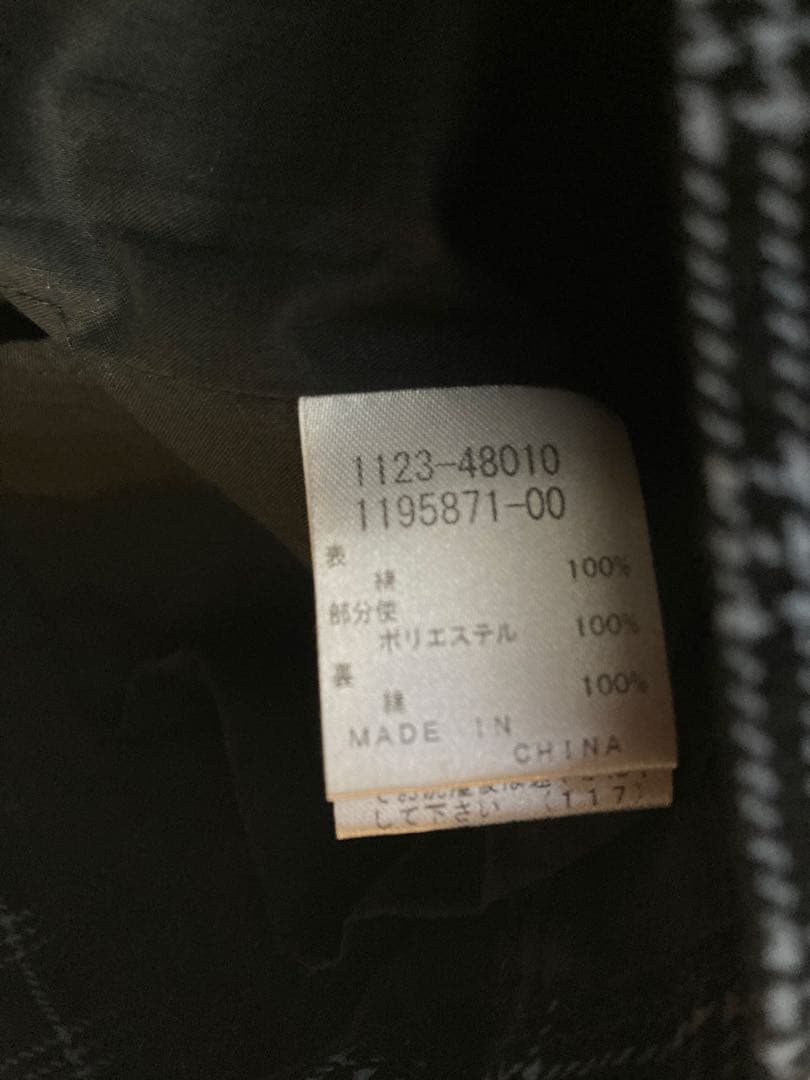 1123-48010
1195871-00
表
綿 100%
部分使
ポリエステル 100%
裏
綿 100%
MADE IN
CHINA
して下さい (117)